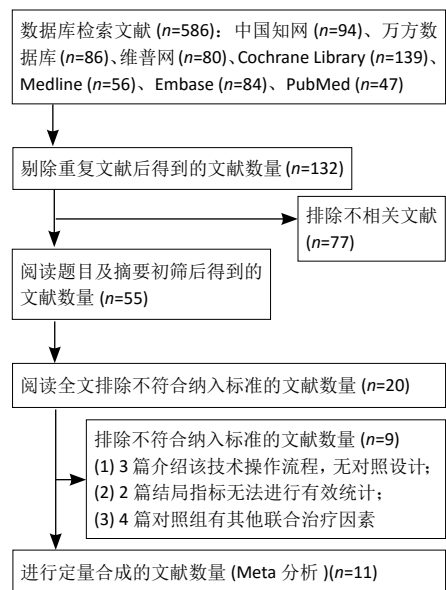 数据库检索文献 (n=586)：中国知网 (n=94)、万方数
据库 (n=86)、维普网 (n=80)、Cochrane Library (n=139)、
Medline (n=56)、Embase (n=84)、PubMed (n=47)
剔除重复文献后得到的文献数量 (n=132)
排除不相关文献
(n=77)
阅读题目及摘要初筛后得到的
文献数量 (n=55)
阅读全文排除不符合纳入标准的文献数量 (n=20)
排除不符合纳入标准的文献数量 (n=9)
(1) 3 篇介绍该技术操作流程，无对照设计；
(2) 2 篇结局指标无法进行有效统计；
(3) 4 篇对照组有其他联合治疗因素
进行定量合成的文献数量 (Meta 分析 )(n=11)